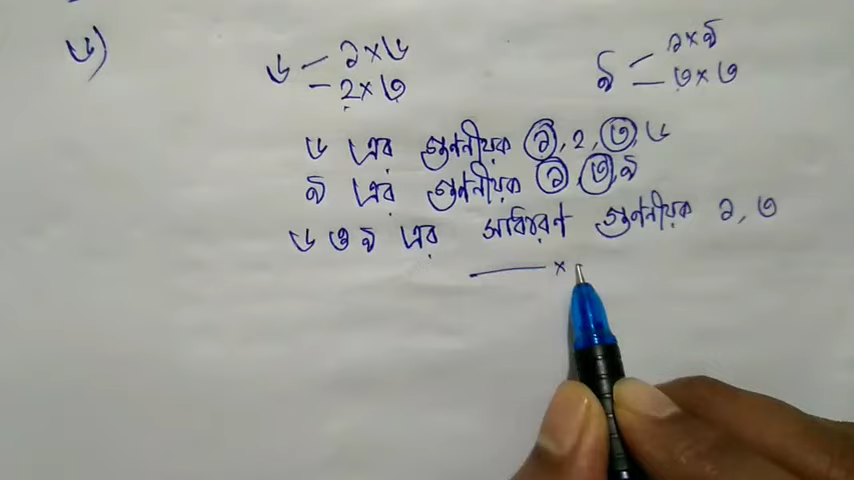 ৬) ৬ — ১×৬ ৯ — ১×৯
– ২×৩ — ৩×৩
৬ এর গুণনীয়ক ১, ২, ৩, ৬
৯ এর গুণনীয়ক ১, ৩, ৯
৬ ও ৯ এর সাধারণ গুণনীয়ক ১, ৩
— ×